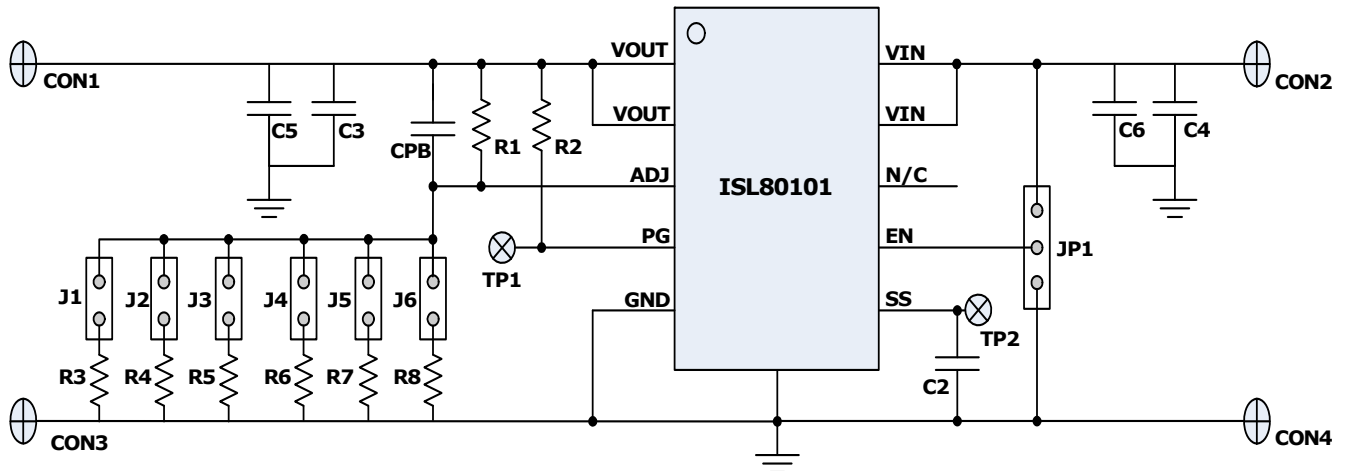 VOUT
VIN
CON1
CON2
C5
C3
CPB
R1
R2
VOUT
VIN
C6
C4
ADJ
ISL80101
N/C
PG
EN
JP1
TP1
J1
J2
J3
J4
J5
J6
GND
SS
TP2
R3
R4
R5
R6
R7
R8
C2
CON3
CON4